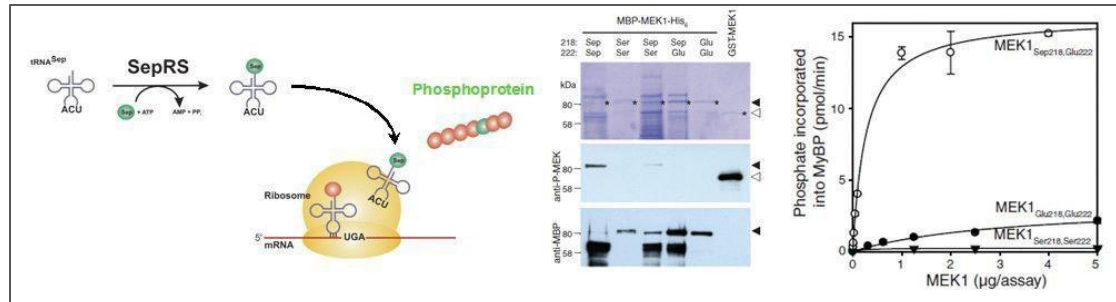 tRNA^Sep
SepRS
Sep
+ ATP
AMP + PPi
ACU
Sep
ACU
Phosphoprotein
Sep
ACU
Ribosome
5'
mRNA
UGA
MBP-MEK1-His6
GST-MEK1
218: Sep Ser Sep Sep Glu
222: Ser Ser Sep Glu Glu
kDa
80
58
anti-P-MEK
80
58
anti-MBP
80
58
Phosphate incorporated
into MyBP (pmol/min)
15
10
5
0
MEK1Sep218,Glu222
MEK1Glu218,Glu222
MEK1Ser218,Ser222
0 1 2 3 4 5
MEK1 (µg/assay)